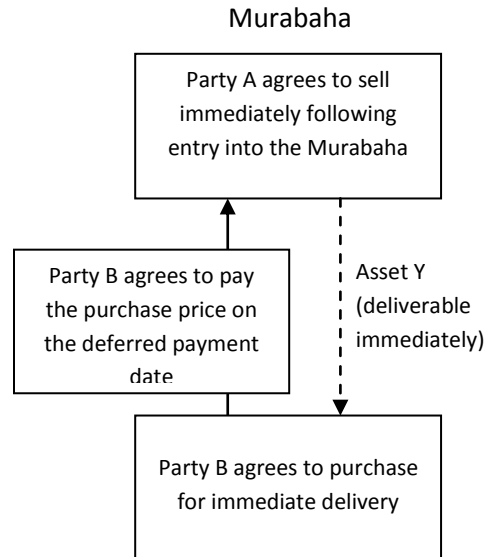 Murabaha
Party A agrees to sell
immediately following
entry into the Murabaha
Party B agrees to pay
the purchase price on
the deferred payment
date
Asset Y
(deliverable
immediately)
Party B agrees to purchase
for immediate delivery